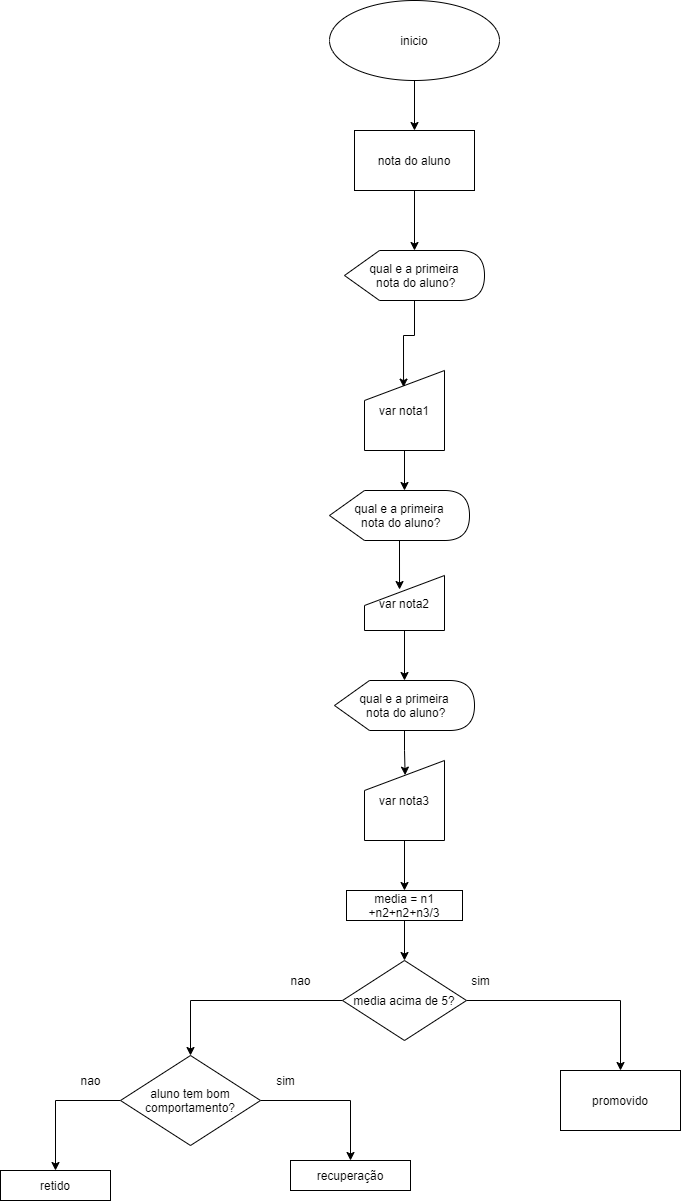 inicio
nota do aluno
qual e a primeira
nota do aluno?
var nota1
qual e a primeira
nota do aluno?
var nota2
qual e a primeira
nota do aluno?
var nota3
media = n1
+n2+n2+n3/3
nao
media acima de 5?
sim
nao
aluno tem bom
comportamento?
sim
promovido
retido
recuperação